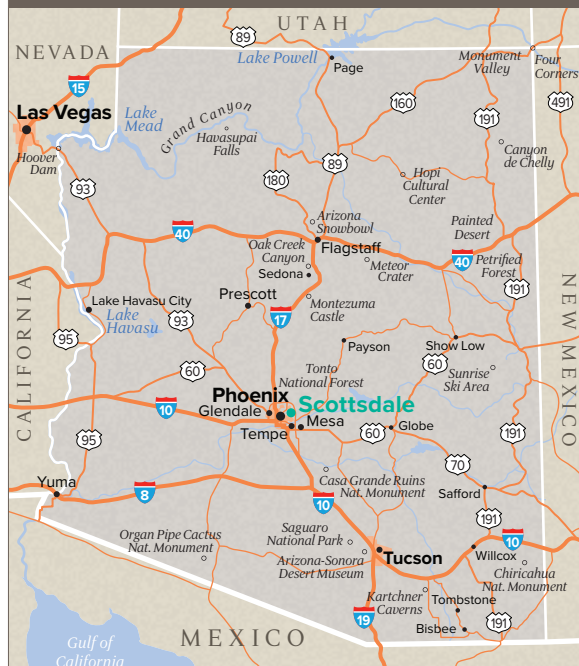 UTAH
NEVADA
89
Lake Powell
Page
Monument
Valley
Four
Corners
15
160
191
491
Las Vegas
Lake
Mead
Grand Canyon
Havasupai
Falls
Canyon
de Chelly
Hoover
Dam
93
180
89
Hopi
Cultural
Center
Arizona
Snowbowl
Painted
Desert
40
Oak Creek
Canyon
Flagstaff
Meteor
Crater
40
Petrified
Forest
Sedona
191
CALIFORNIA
NEW MEXICO
Lake Havasu City
Lake
Havasu
Prescott
Montezuma
Castle
93
17
95
Payson
Show Low
60
Tonto
National Forest
60
Sunrise
Ski Area
Phoenix
Scottsdale
10
Glendale
Tempe
Mesa
60
Globe
191
95
70
Casa Grande Ruins
Nat. Monument
Yuma
8
10
Safford
191
Organ Pipe Cactus
Nat. Monument
Saguaro
National Park
Arizona-Sonora
Desert Museum
Tucson
Willcox
10
Chiricahua
Nat. Monument
Kartchner
Caverns
Tombstone
19
Bisbee
191
MEXICO
Gulf of
California